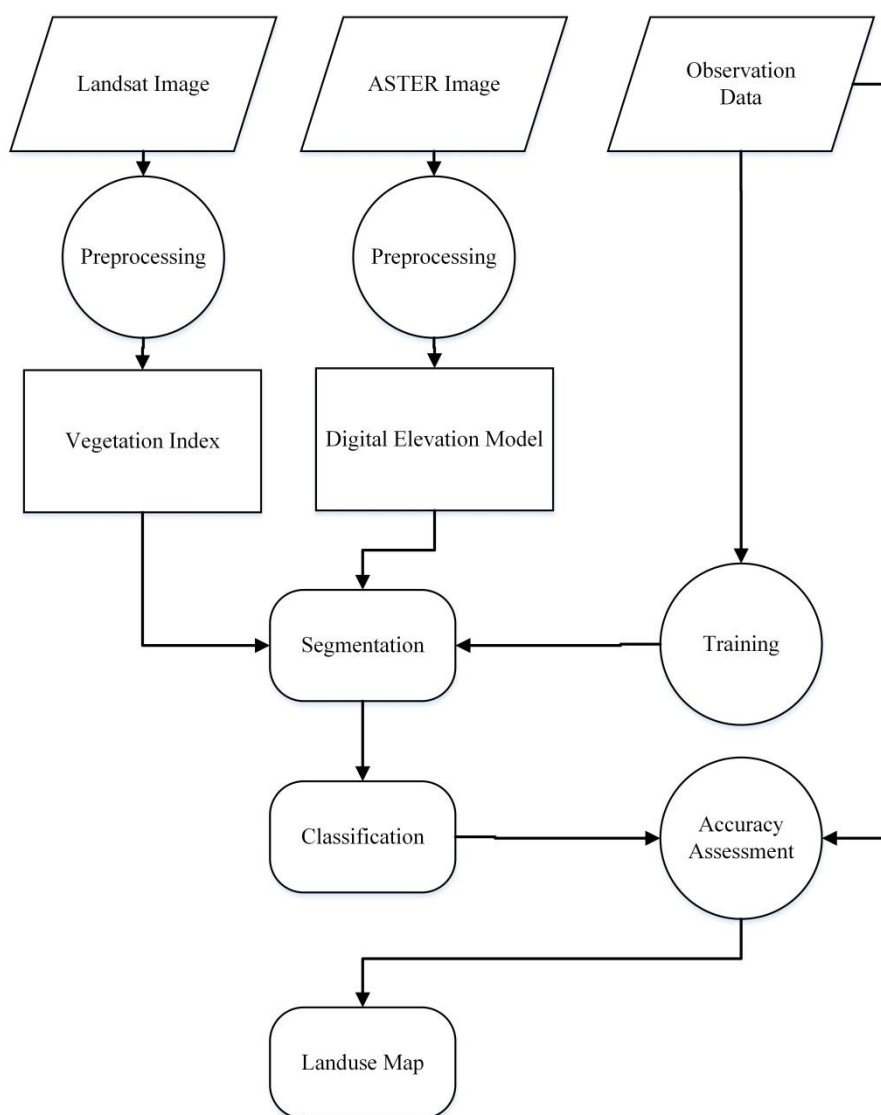 Landsat Image
ASTER Image
Observation
Data
Preprocessing
Preprocessing
Vegetation Index
Digital Elevation Model
Segmentation
Training
Classification
Accuracy
Assessment
Landuse Map